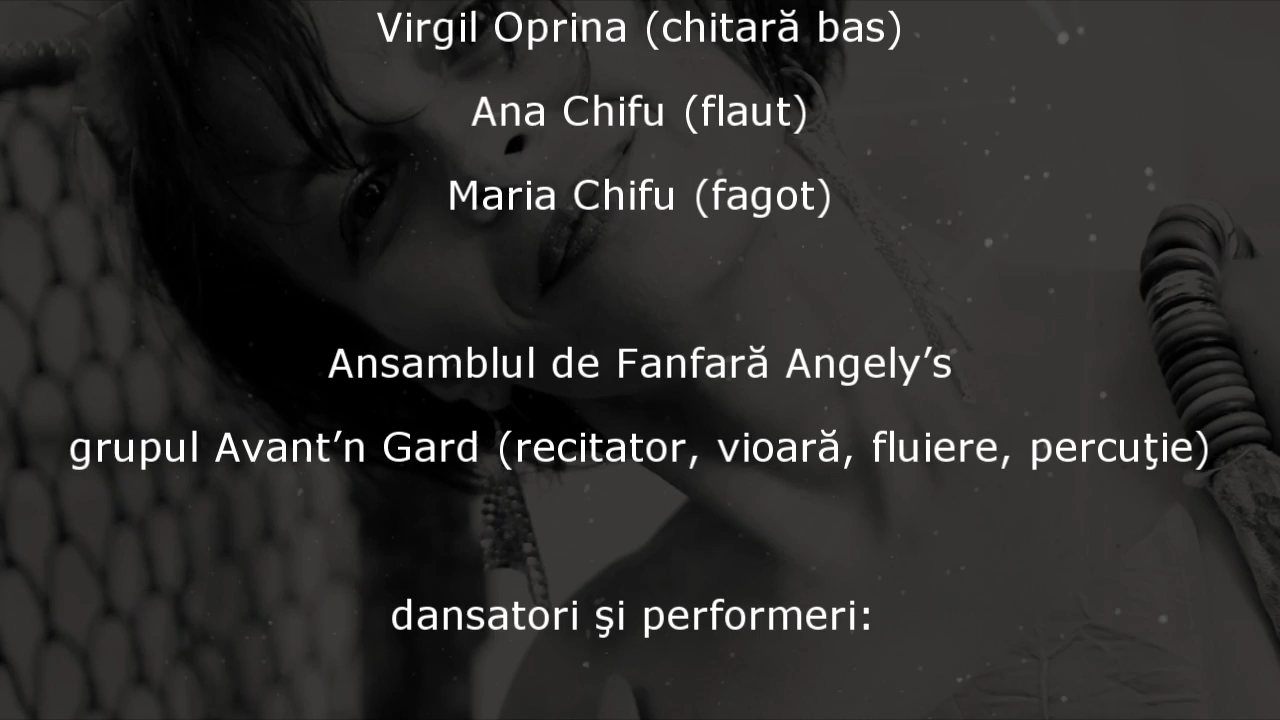 Virgil Oprina (chitară bas)
Ana Chifu (flaut)
Maria Chifu (fagot)
Ansamblul de Fanfară Angely’s
grupul Avant’n Gard (recitator, vioară, fluiere, percuţie)
dansatori şi performeri: